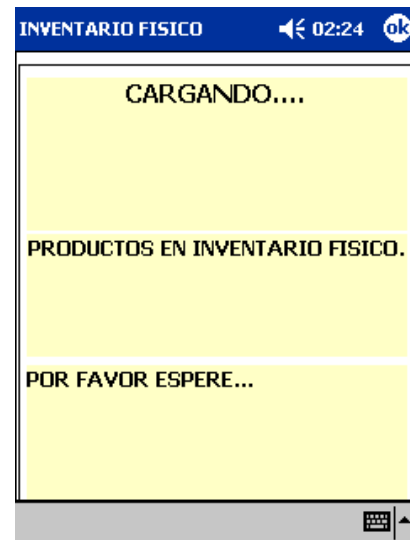 INVENTARIO FISICO 02:24 ok
CARGANDO....
PRODUCTOS EN INVENTARIO FISICO.
POR FAVOR ESPERE...